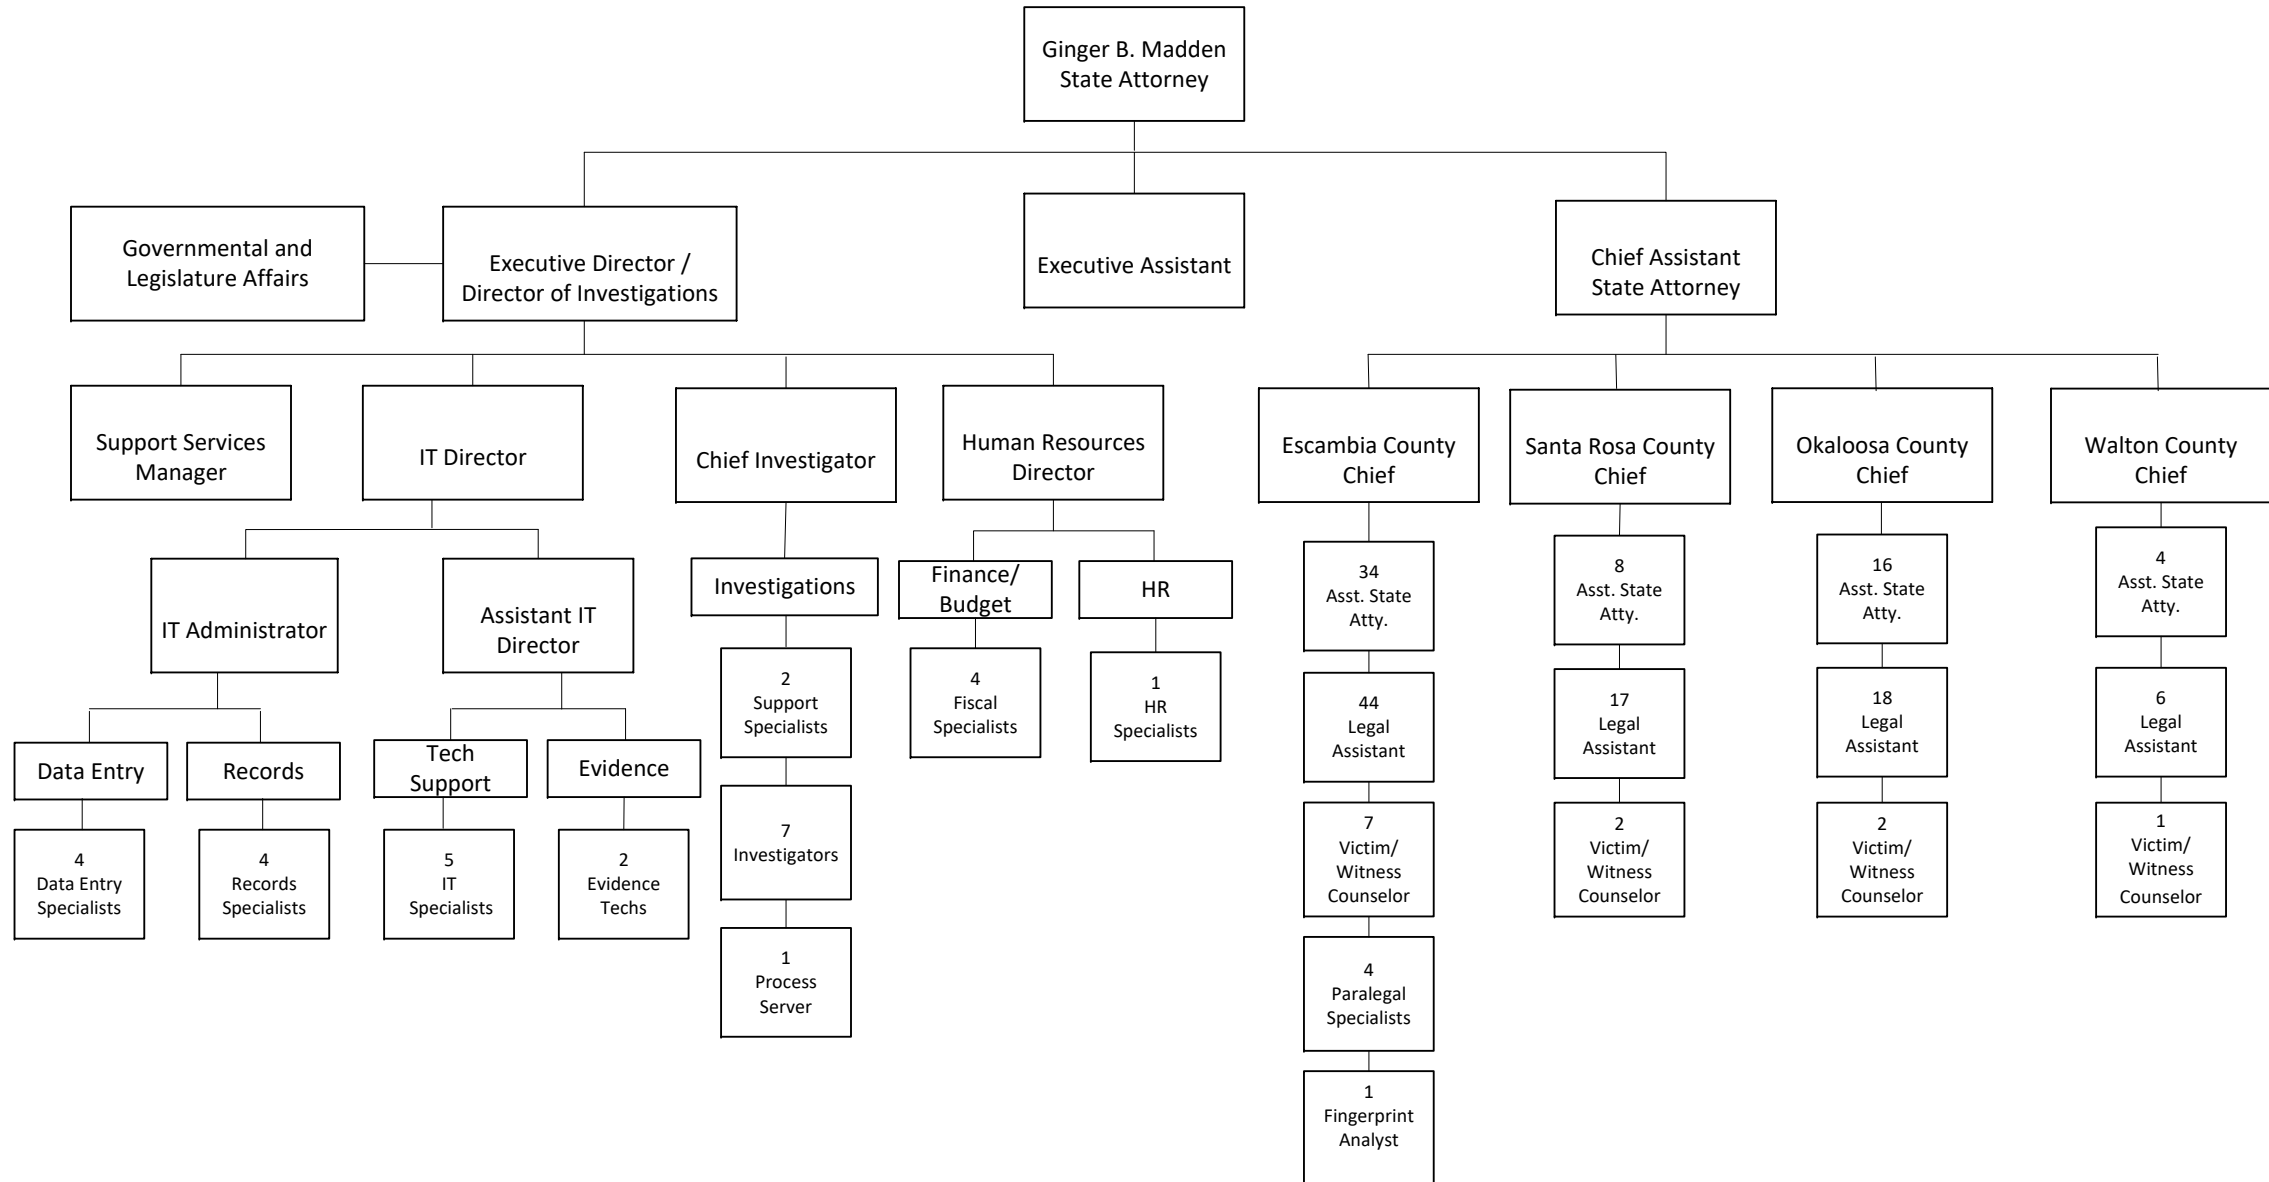 Ginger B. Madden
State Attorney
Governmental and
Legislature Affairs
Executive Director /
Director of Investigations
Executive Assistant
Chief Assistant
State Attorney
Support Services
Manager
IT Director
Chief Investigator
Human Resources
Director
Escambia County
Chief
Santa Rosa County
Chief
Okaloosa County
Chief
Walton County
Chief
IT Administrator
Assistant IT
Director
Investigations
Finance/
Budget
HR
34
Asst. State
Atty.
8
Asst. State
Atty.
16
Asst. State
Atty.
4
Asst. State
Atty.
2
Support
Specialists
4
Fiscal
Specialists
1
HR
Specialists
44
Legal
Assistant
17
Legal
Assistant
18
Legal
Assistant
6
Legal
Assistant
Data Entry
Records
Tech
Support
Evidence
7
Investigators
7
Victim/
Witness
Counselor
2
Victim/
Witness
Counselor
2
Victim/
Witness
Counselor
1
Victim/
Witness
Counselor
4
Data Entry
Specialists
4
Records
Specialists
5
IT
Specialists
2
Evidence
Techs
1
Process
Server
4
Paralegal
Specialists
1
Fingerprint
Analyst